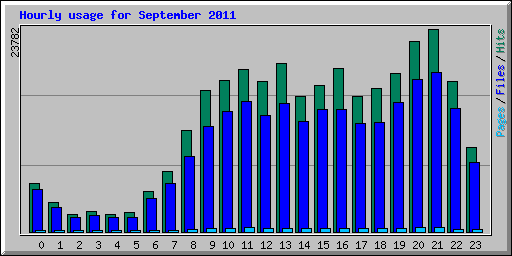 Hourly usage for September 2011
23782
Pages / Files / Hits
0 1 2 3 4 5 6 7 8 9 10 11 12 13 14 15 16 17 18 19 20 21 22 23